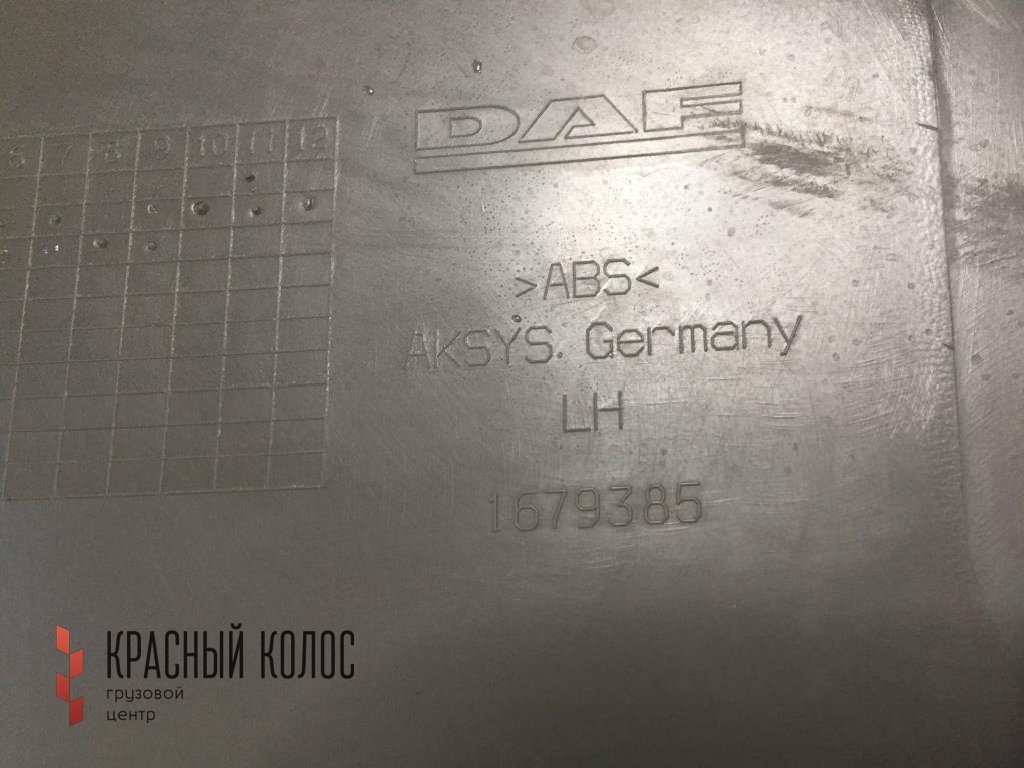 6 7 8 9 10 11 12
DAF
>ABS<
AKSYS. Germany
LH
1679385
КРАСНЫЙ КОЛОС
грузовой
центр